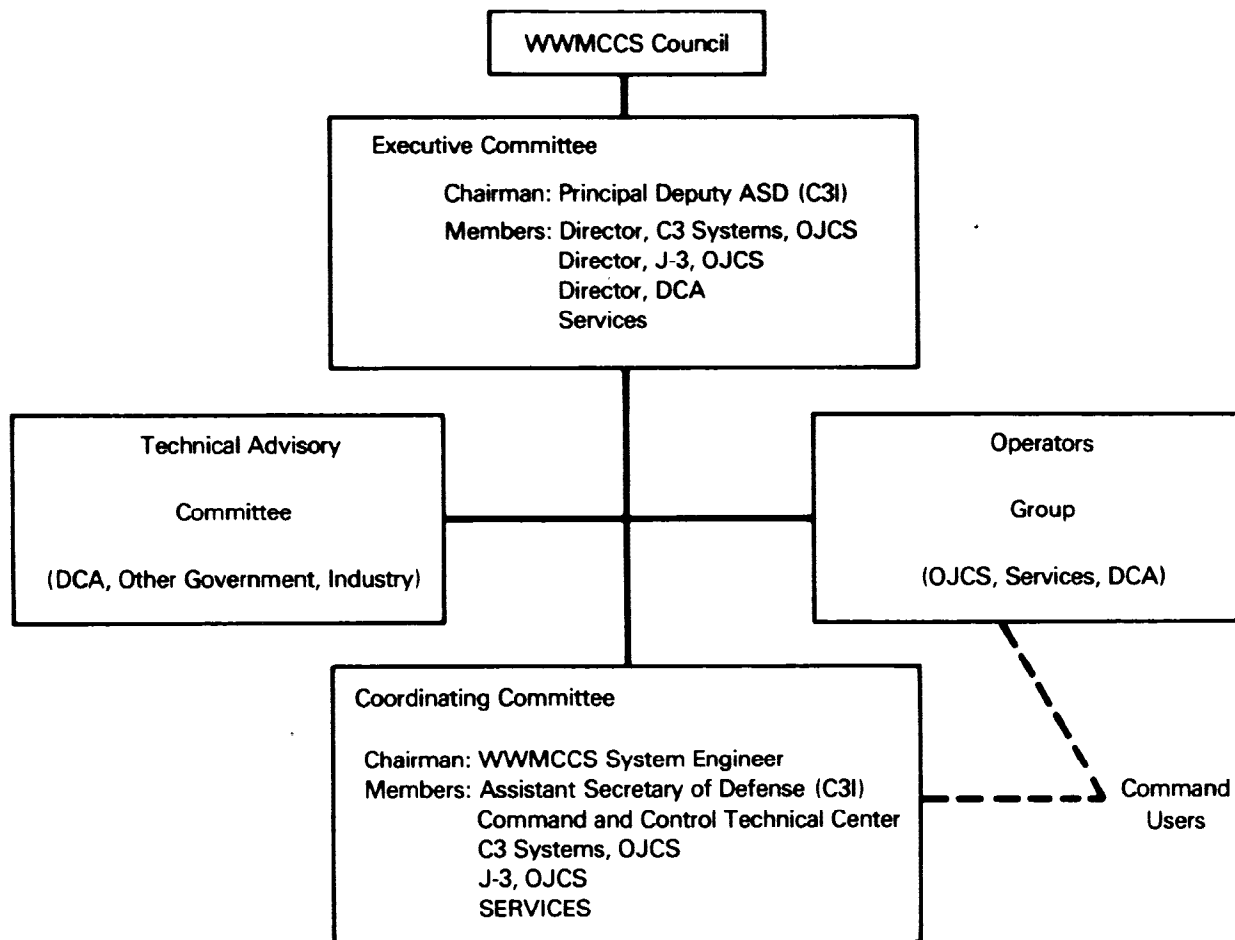 WWMCCS Council
Executive Committee
Chairman: Principal Deputy ASD (C3I)
Members: Director, C3 Systems, OJCS
Director, J-3, OJCS
Director, DCA
Services
Technical Advisory
Committee
(DCA, Other Government, Industry)
Operators
Group
(OJCS, Services, DCA)
Coordinating Committee
Chairman: WWMCCS System Engineer
Members: Assistant Secretary of Defense (C3I)
Command and Control Technical Center
C3 Systems, OJCS
J-3, OJCS
SERVICES
Command
Users